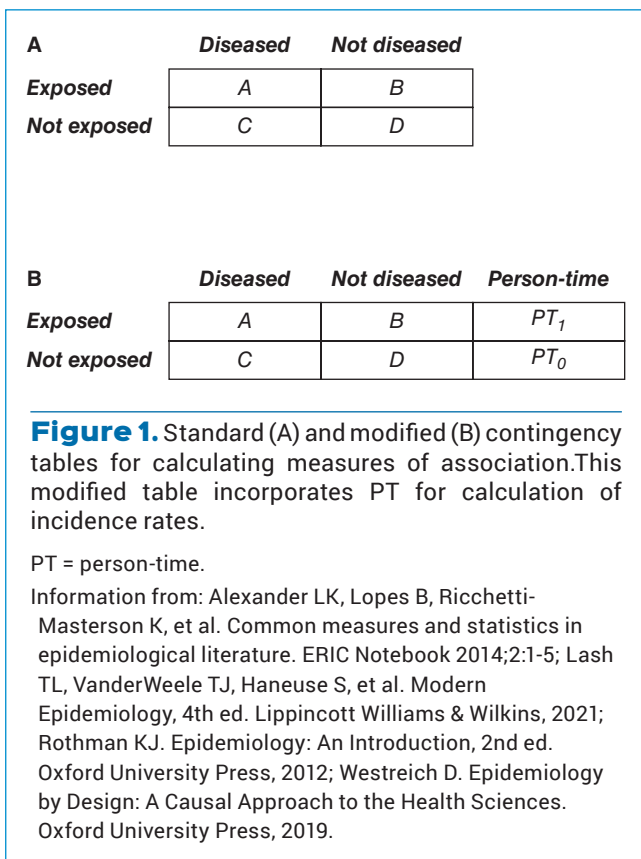 A Diseased Not diseased
Exposed A B
Not exposed C D
B Diseased Not diseased Person-time
Exposed A B PT1
Not exposed C D PT0
Figure 1. Standard (A) and modified (B) contingency
tables for calculating measures of association.This
modified table incorporates PT for calculation of
incidence rates.
PT = person-time.
Information from: Alexander LK, Lopes B, Ricchetti-
Masterson K, et al. Common measures and statistics in
epidemiological literature. ERIC Notebook 2014;2:1-5; Lash
TL, VanderWeele TJ, Haneuse S, et al. Modern
Epidemiology, 4th ed. Lippincott Williams & Wilkins, 2021;
Rothman KJ. Epidemiology: An Introduction, 2nd ed.
Oxford University Press, 2012; Westreich D. Epidemiology
by Design: A Causal Approach to the Health Sciences.
Oxford University Press, 2019.